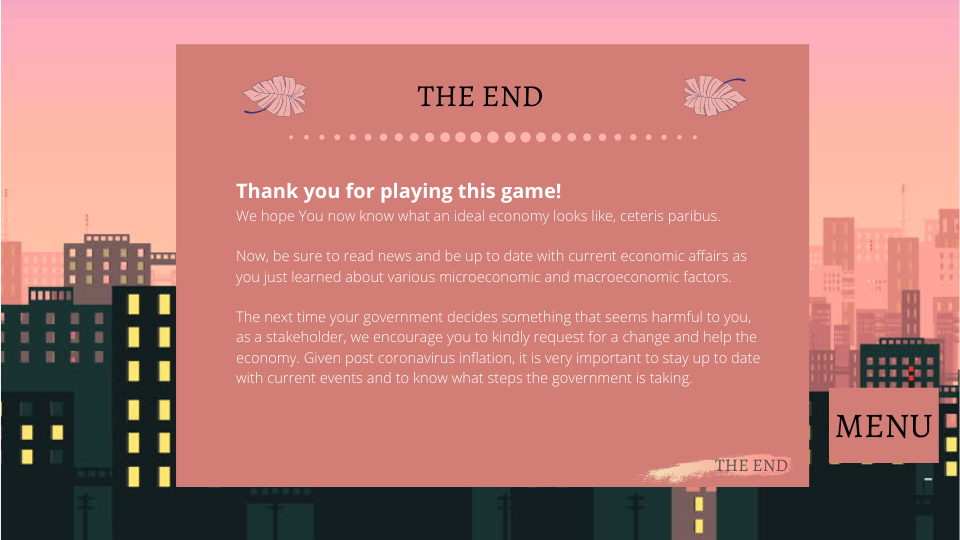 THE END
Thank you for playing this game!
We hope You now know what an ideal economy looks like, ceteris paribus.
Now, be sure to read news and be up to date with current economic affairs as
you just learned about various microeconomic and macroeconomic factors.
The next time your government decides something that seems harmful to you,
as a stakeholder, we encourage you to kindly request for a change and help the
economy. Given post coronavirus inflation, it is very important to stay up to date
with current events and to know what steps the government is taking.
MENU
THE END